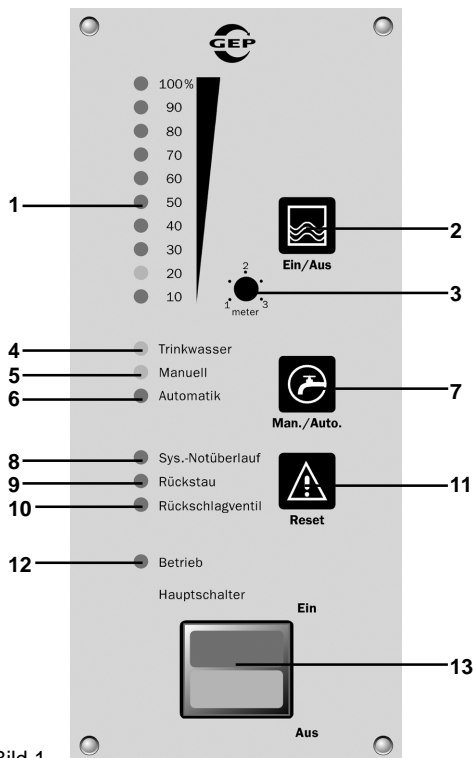 GEP
100%
90
80
70
60
1
50
40
2
30
Ein/Aus
20
2
10
1
3
3
meter
4
Trinkwasser
5
Manuell
6
Automatik
7
Man./Auto.
8
Sys.-Notüberlauf
9
Rückstau
10
Rückschlagventil
11
Reset
12
Betrieb
Hauptschalter
Ein
13
Aus